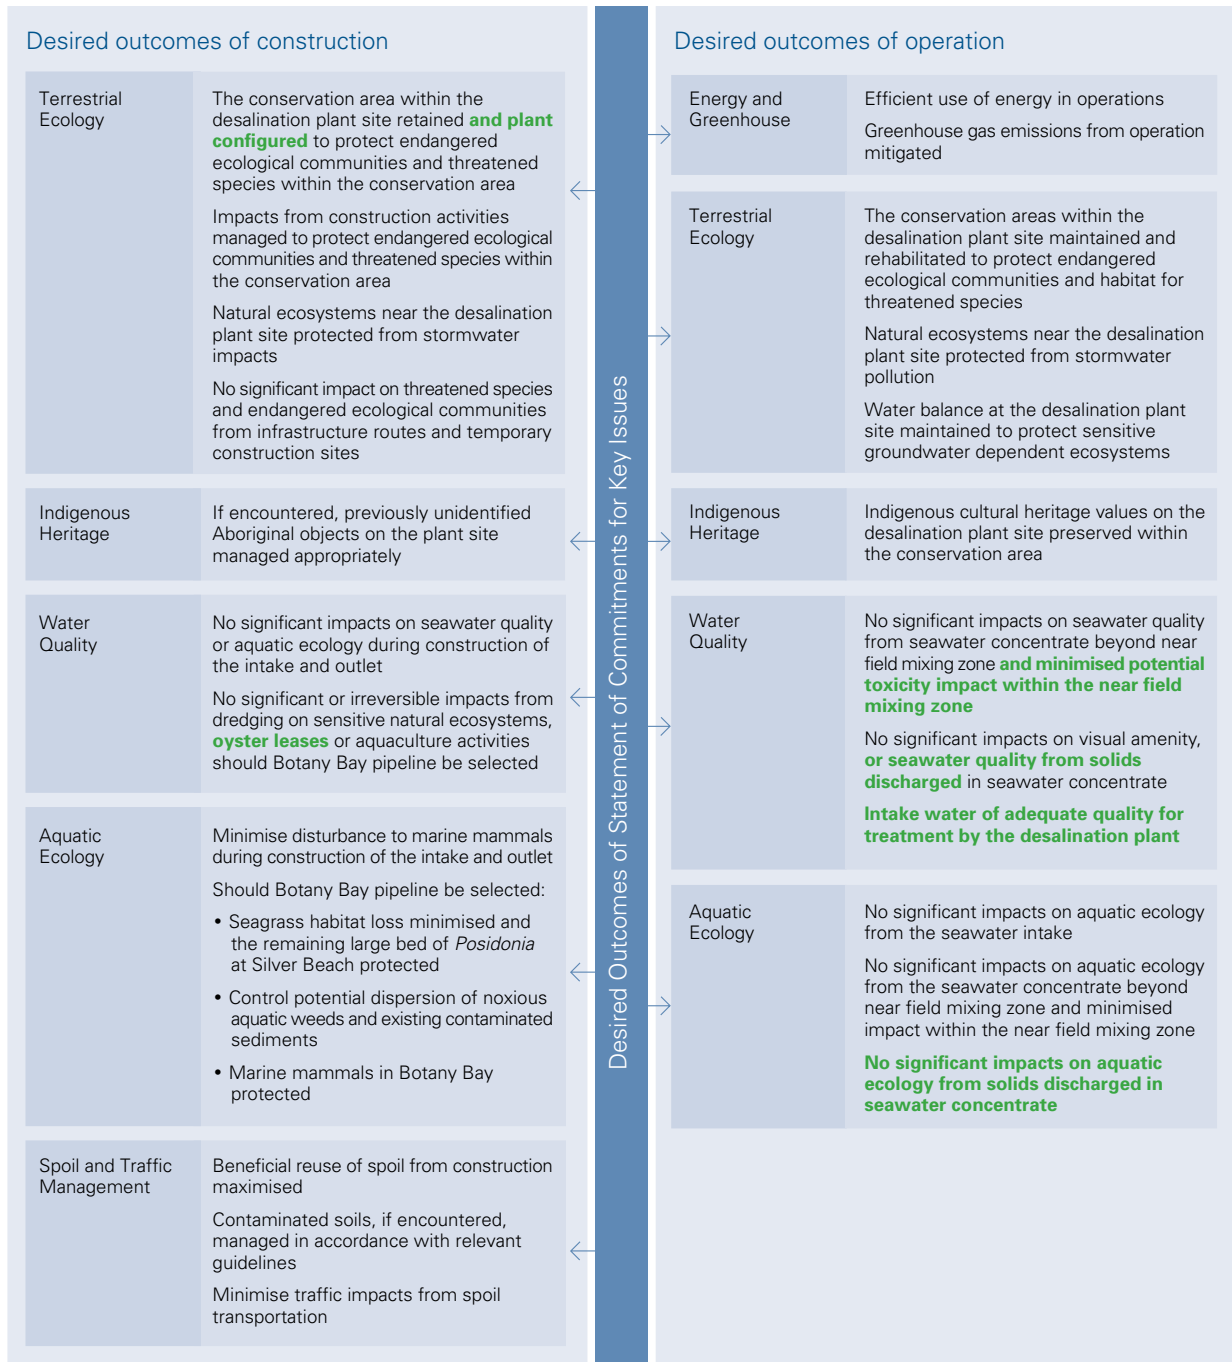 Desired outcomes of construction
Terrestrial
Ecology
The conservation area within the
desalination plant site retained and plant
configured to protect endangered
ecological communities and threatened
species within the conservation area
Impacts from construction activities
managed to protect endangered ecological
communities and threatened species within
the conservation area
Natural ecosystems near the desalination
plant site protected from stormwater
impacts
No significant impact on threatened species
and endangered ecological communities
from infrastructure routes and temporary
construction sites
Indigenous
Heritage
If encountered, previously unidentified
Aboriginal objects on the plant site
managed appropriately
Water
Quality
No significant impacts on seawater quality
or aquatic ecology during construction of
the intake and outlet
No significant or irreversible impacts from
dredging on sensitive natural ecosystems,
oyster leases or aquaculture activities
should Botany Bay pipeline be selected
Aquatic
Ecology
Minimise disturbance to marine mammals
during construction of the intake and outlet
Should Botany Bay pipeline be selected:
• Seagrass habitat loss minimised and
the remaining large bed of Posidonia
at Silver Beach protected
• Control potential dispersion of noxious
aquatic weeds and existing contaminated
sediments
• Marine mammals in Botany Bay
protected
Spoil and Traffic
Management
Beneficial reuse of spoil from construction
maximised
Contaminated soils, if encountered,
managed in accordance with relevant
guidelines
Minimise traffic impacts from spoil
transportation
Desired Outcomes of Statement of Commitments for Key Issues
Desired outcomes of operation
Energy and
Greenhouse
Efficient use of energy in operations
Greenhouse gas emissions from operation
mitigated
Terrestrial
Ecology
The conservation areas within the
desalination plant site maintained and
rehabilitated to protect endangered
ecological communities and habitat for
threatened species
Natural ecosystems near the desalination
plant site protected from stormwater
pollution
Water balance at the desalination plant
site maintained to protect sensitive
groundwater dependent ecosystems
Indigenous
Heritage
Indigenous cultural heritage values on the
desalination plant site preserved within
the conservation area
Water
Quality
No significant impacts on seawater quality
from seawater concentrate beyond near
field mixing zone and minimised potential
toxicity impact within the near field
mixing zone
No significant impacts on visual amenity,
or seawater quality from solids
discharged in seawater concentrate
Intake water of adequate quality for
treatment by the desalination plant
Aquatic
Ecology
No significant impacts on aquatic ecology
from the seawater intake
No significant impacts on aquatic ecology
from the seawater concentrate beyond
near field mixing zone and minimised
impact within the near field mixing zone
No significant impacts on aquatic
ecology from solids discharged in
seawater concentrate